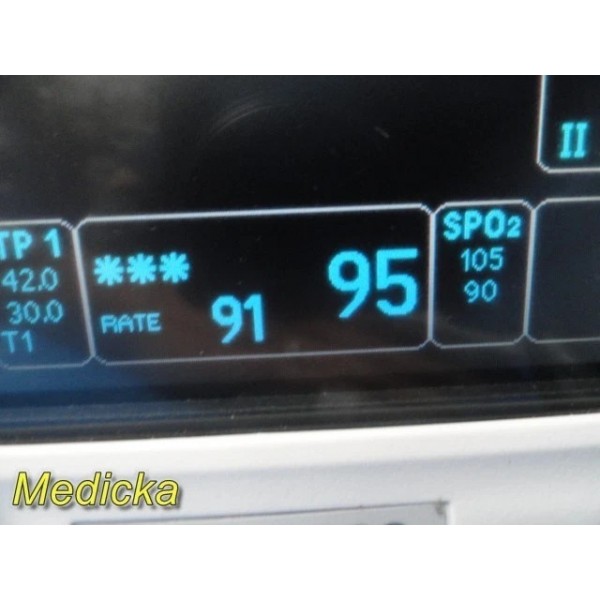 II
TP 1
42.0
30.0
T1
*** 95
RATE 91
SPO2
105
90
Medicka